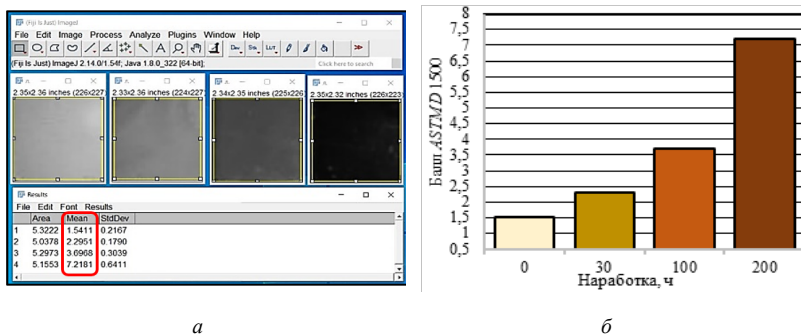 (Fiji Is Just) ImageJ
File Edit Image Process Analyze Plugins Window Help
Dev Stk LUT
(Fiji Is Just) ImageJ 2.14.0/1.54f; Java 1.8.0_322 [64-bit];
Click here to search
2.35x2.36 inches (226x227)
2.33x2.36 inches (224x227)
2.34x2.35 inches (225x226)
2.35x2.32 inches (226x223)
Results
File Edit Font Results
Area Mean StdDev
1 5.3222 1.5411 0.2167
2 5.0378 2.2951 0.1790
3 5.2973 3.6968 0.3039
4 5.1553 7.2181 0.6411
а
Балл ASTMD 1500
8
7,5
7
6,5
6
5,5
5
4,5
4
3,5
3
2,5
2
1,5
1
0,5
0 30 100 200
Наработка, ч
б